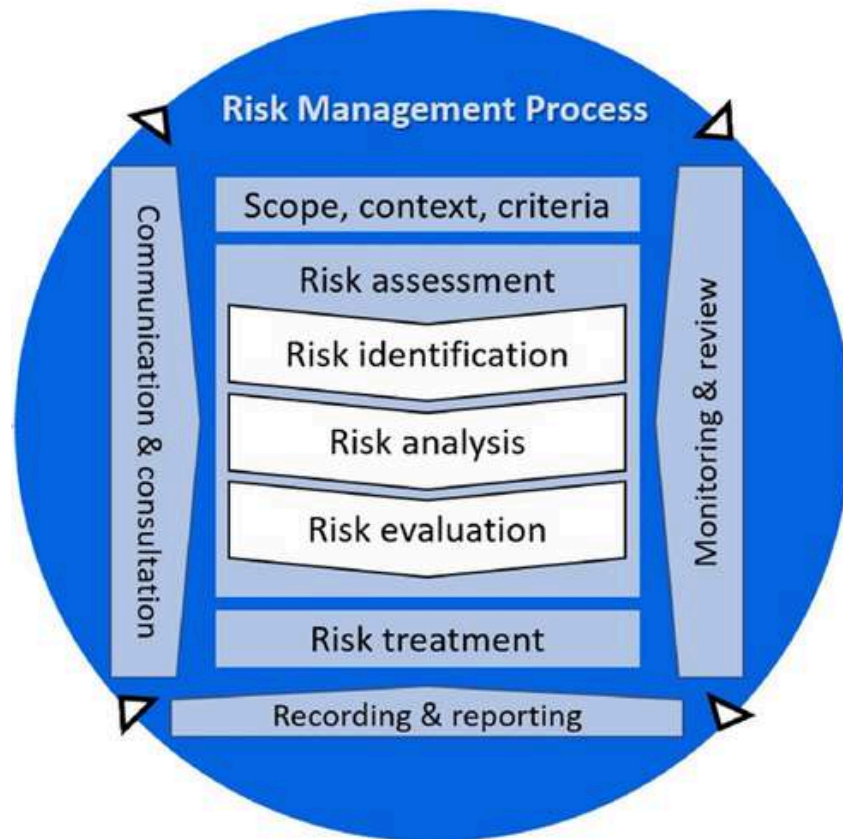 Risk Management Process
Scope, context, criteria
Risk assessment
Risk identification
Risk analysis
Risk evaluation
Risk treatment
Recording & reporting
Communication & consultation
Monitoring & review